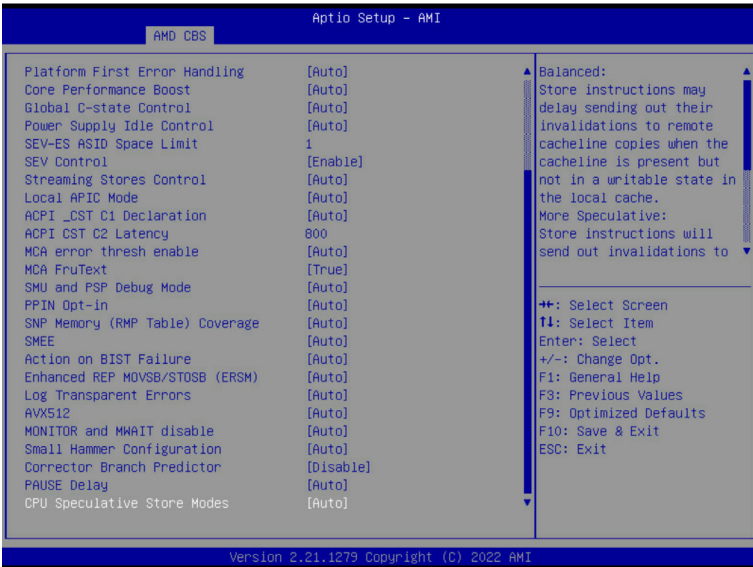 Aptio Setup – AMI
AMD CBS
Platform First Error Handling [Auto]
Core Performance Boost [Auto]
Global C-state Control [Auto]
Power Supply Idle Control [Auto]
SEV-ES ASID Space Limit 1
SEV Control [Enable]
Streaming Stores Control [Auto]
Local APIC Mode [Auto]
ACPI _CST C1 Declaration [Auto]
ACPI CST C2 Latency 800
MCA error thresh enable [Auto]
MCA FruText [True]
SMU and PSP Debug Mode [Auto]
PPIN Opt-in [Auto]
SNP Memory (RMP Table) Coverage [Auto]
SMEE [Auto]
Action on BIST Failure [Auto]
Enhanced REP MOVSB/STOSB (ERSM) [Auto]
Log Transparent Errors [Auto]
AVX512 [Auto]
MONITOR and MWAIT disable [Auto]
Small Hammer Configuration [Auto]
Corrector Branch Predictor [Disable]
PAUSE Delay [Auto]
CPU Speculative Store Modes [Auto]
Balanced:
Store instructions may
delay sending out their
invalidations to remote
cacheline copies when the
cacheline is present but
not in a writable state in
the local cache.
More Speculative:
Store instructions will
send out invalidations to
→←: Select Screen
↑↓: Select Item
Enter: Select
+/-: Change Opt.
F1: General Help
F3: Previous Values
F9: Optimized Defaults
F10: Save & Exit
ESC: Exit
Version 2.21.1279 Copyright (C) 2022 AMI